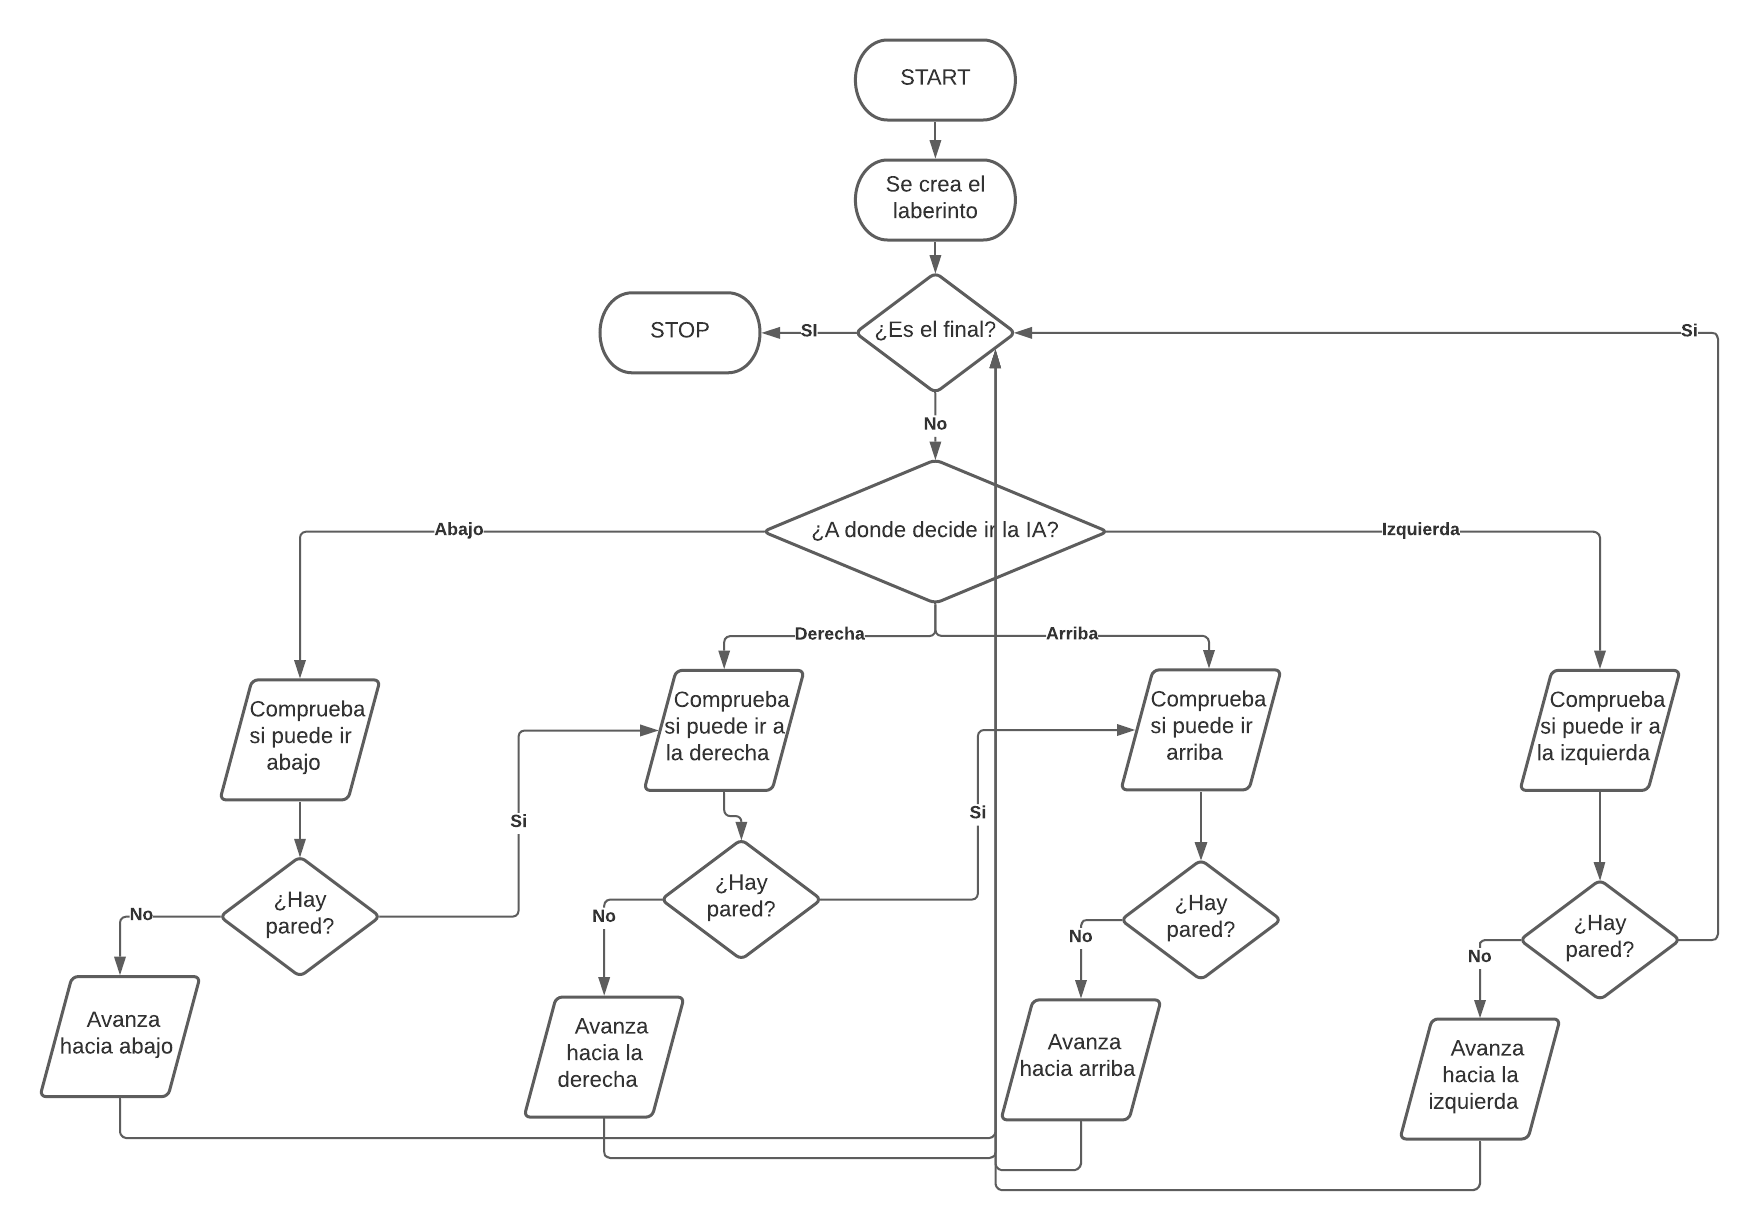 START
Se crea el
laberinto
¿Es el final?
SI
STOP
Si
No
¿A donde decide ir la IA?
Abajo
Izquierda
Derecha
Arriba
Comprueba
si puede ir
abajo
Comprueba
si puede ir a
la derecha
Comprueba
si puede ir
arriba
Comprueba
si puede ir a
la izquierda
Si
Si
¿Hay
pared?
¿Hay
pared?
¿Hay
pared?
¿Hay
pared?
No
No
No
No
Avanza
hacia abajo
Avanza
hacia la
derecha
Avanza
hacia arriba
Avanza
hacia la
izquierda